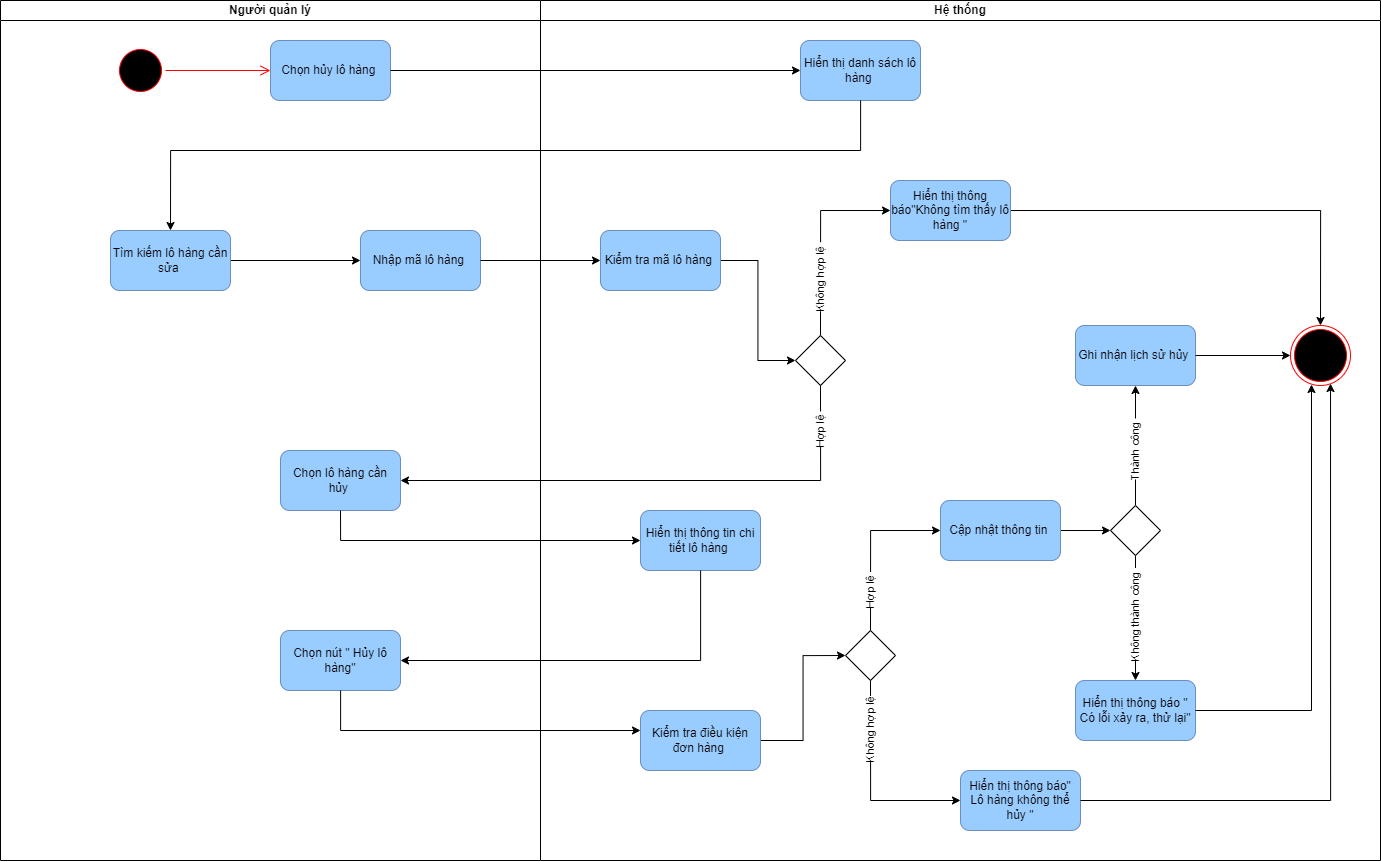 Người quản lý
Hệ thống
Chọn hủy lô hàng
Hiển thị danh sách lô
hàng
Hiển thị thông
báo"Không tìm thấy lô
hàng "
Tìm kiếm lô hàng cần
sửa
Nhập mã lô hàng
Kiểm tra mã lô hàng
Không hợp lệ
Ghi nhận lịch sử hủy
Hợp lệ
Thành công
Chọn lô hàng cần
hủy
Hiển thị thông tin chi
tiết lô hàng
Cập nhật thông tin
Hợp lệ
Không thành công
Chọn nút " Hủy lô
hàng"
Hiển thị thông báo "
Có lỗi xảy ra, thử lại"
Kiểm tra điều kiện
đơn hàng
Không hợp lệ
Hiển thị thông báo"
Lô hàng không thể
hủy "